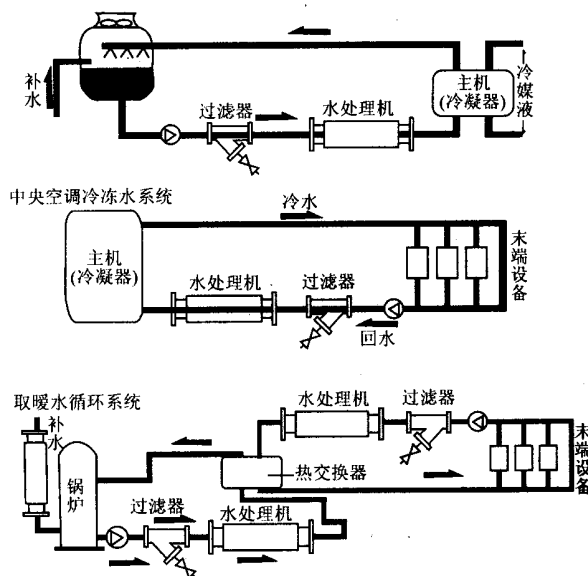 补水
过滤器
水处理机
主机
(冷凝器)
冷媒液
中央空调冷冻水系统
冷水
主机
(冷凝器)
水处理机
过滤器
回水
末端设备
取暧水循环系统
补水
锅炉
过滤器
水处理机
水处理机
过滤器
热交换器
末端设备